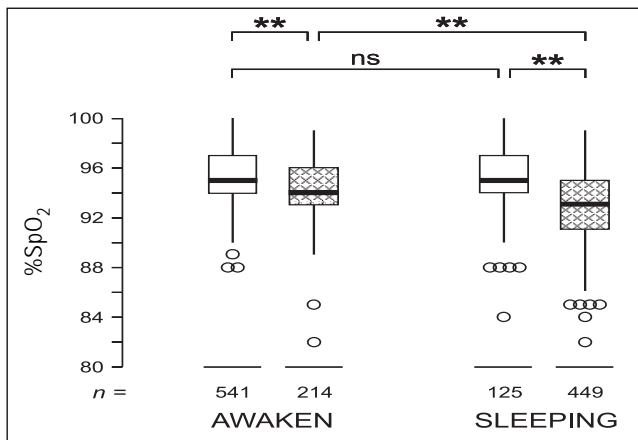 ** **
ns **
100
96
92
88
84
80
%SpO2
n = 541 214 125 449
AWAKEN SLEEPING